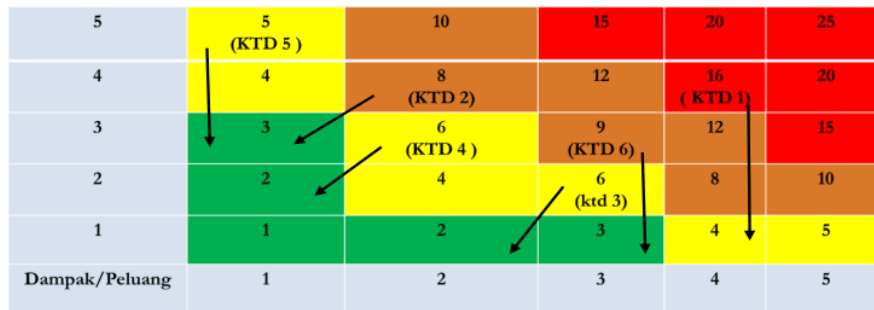 5 5 10 15 20 25
(KTD 5 )
4 4 8 12 16 20
(KTD 2) ( KTD 1)
3 3 6 9 12 15
(KTD 4 ) (KTD 6)
2 2 4 6 8 10
(ktd 3)
1 1 2 3 4 5
Dampak/Peluang 1 2 3 4 5